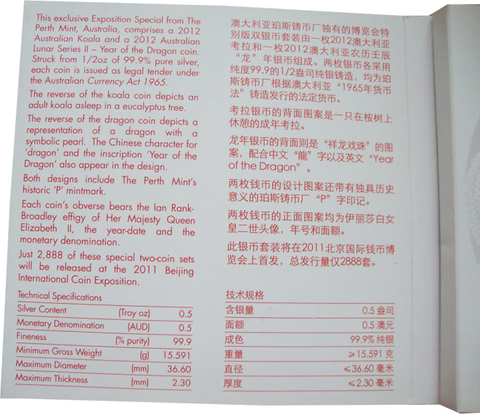 This exclusive Exposition Special from The
Perth Mint, Australia, comprises a 2012
Australian Koala and a 2012 Australian
Lunar Series II – Year of the Dragon coin.
Struck from 1/2oz of 99.9% pure silver,
each coin is issued as legal tender under
the Australian Currency Act 1965.
The reverse of the koala coin depicts an
adult koala asleep in a eucalyptus tree.
The reverse of the dragon coin depicts a
representation of a dragon with a
symbolic pearl. The Chinese character for
'dragon' and the inscription 'Year of the
Dragon' also appear in the design.
Both designs include The Perth Mint's
historic 'P' mintmark.
Each coin's obverse bears the Ian Rank-
Broadley effigy of Her Majesty Queen
Elizabeth II, the year-date and the
monetary denomination.
Just 2,888 of these special two-coin sets
will be released at the 2011 Beijing
International Coin Exposition.
Technical Specifications
Silver Content (Troy oz) 0.5
Monetary Denomination (AUD) 0.5
Fineness (% purity) 99.9
Minimum Gross Weight (g) 15.591
Maximum Diameter (mm) 36.60
Maximum Thickness (mm) 2.30
澳大利亚珀斯铸币厂独有的博览会特
别版双银币套装由一枚2012澳大利亚
考拉和一枚2012澳大利亚农历壬辰
“龙”年银币组成。两枚银币各采用
纯度99.9的1/2盎司纯银铸造，均为珀
斯铸币厂根据澳大利亚“1965年货币
法”铸造发行的法定货币。
考拉银币的背面图案是一只在桉树上
休憩的成年考拉。
龙年银币的背面则是“祥龙戏珠”的图
案，配合中文“龍”字以及英文“Year
of the Dragon”。
两枚钱币的设计图案还带有独具历史
意义的珀斯铸币厂“P”字印记。
两枚钱币的正面图案均为伊丽莎白女
皇二世头像，年号和面额。
此银币套装将在2011北京国际钱币博
览会上首发，总发行量仅2888套。
技术规格
含银量 0.5 盎司
面额 0.5 澳元
成色 99.9% 纯银
重量 ≥15.591 克
直径 ≤36.60 毫米
厚度 ≤2.30 毫米